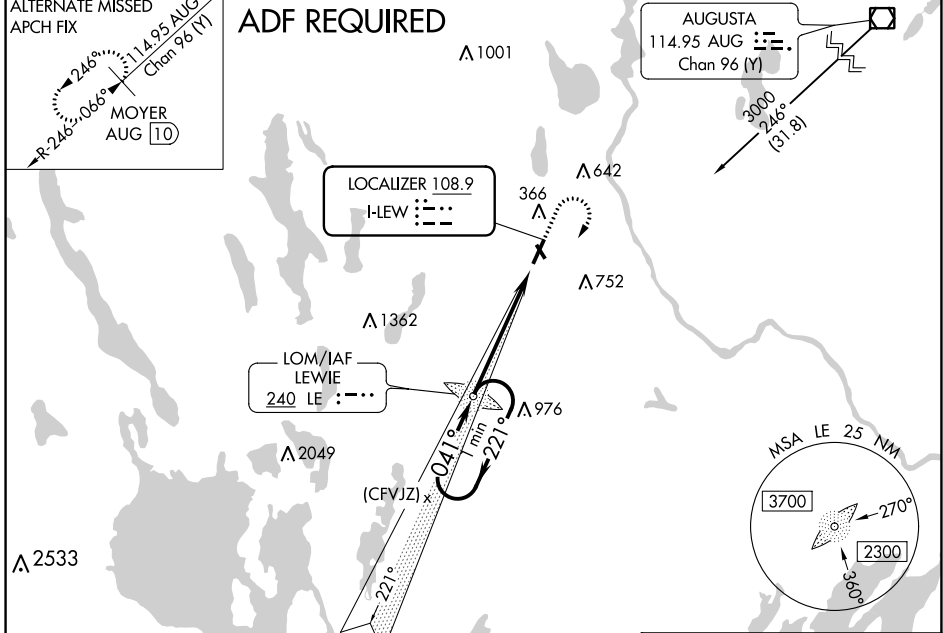 ALTERNATE MISSED
APCH FIX
114.95 AUG
Chan 96 (Y)
246°
R-246 066°
MOYER
AUG 10
ADF REQUIRED
1001
AUGUSTA
114.95 AUG
Chan 96 (Y)
3000
246°
(31.8)
LOCALIZER 108.9
I-LEW
366
642
752
1362
LOM/IAF
LEWIE
240 LE
976
041°
1 min
221°
2049
(CFVJZ) x
2533
221°
MSA LE 25 NM
3700
270°
2300
360°